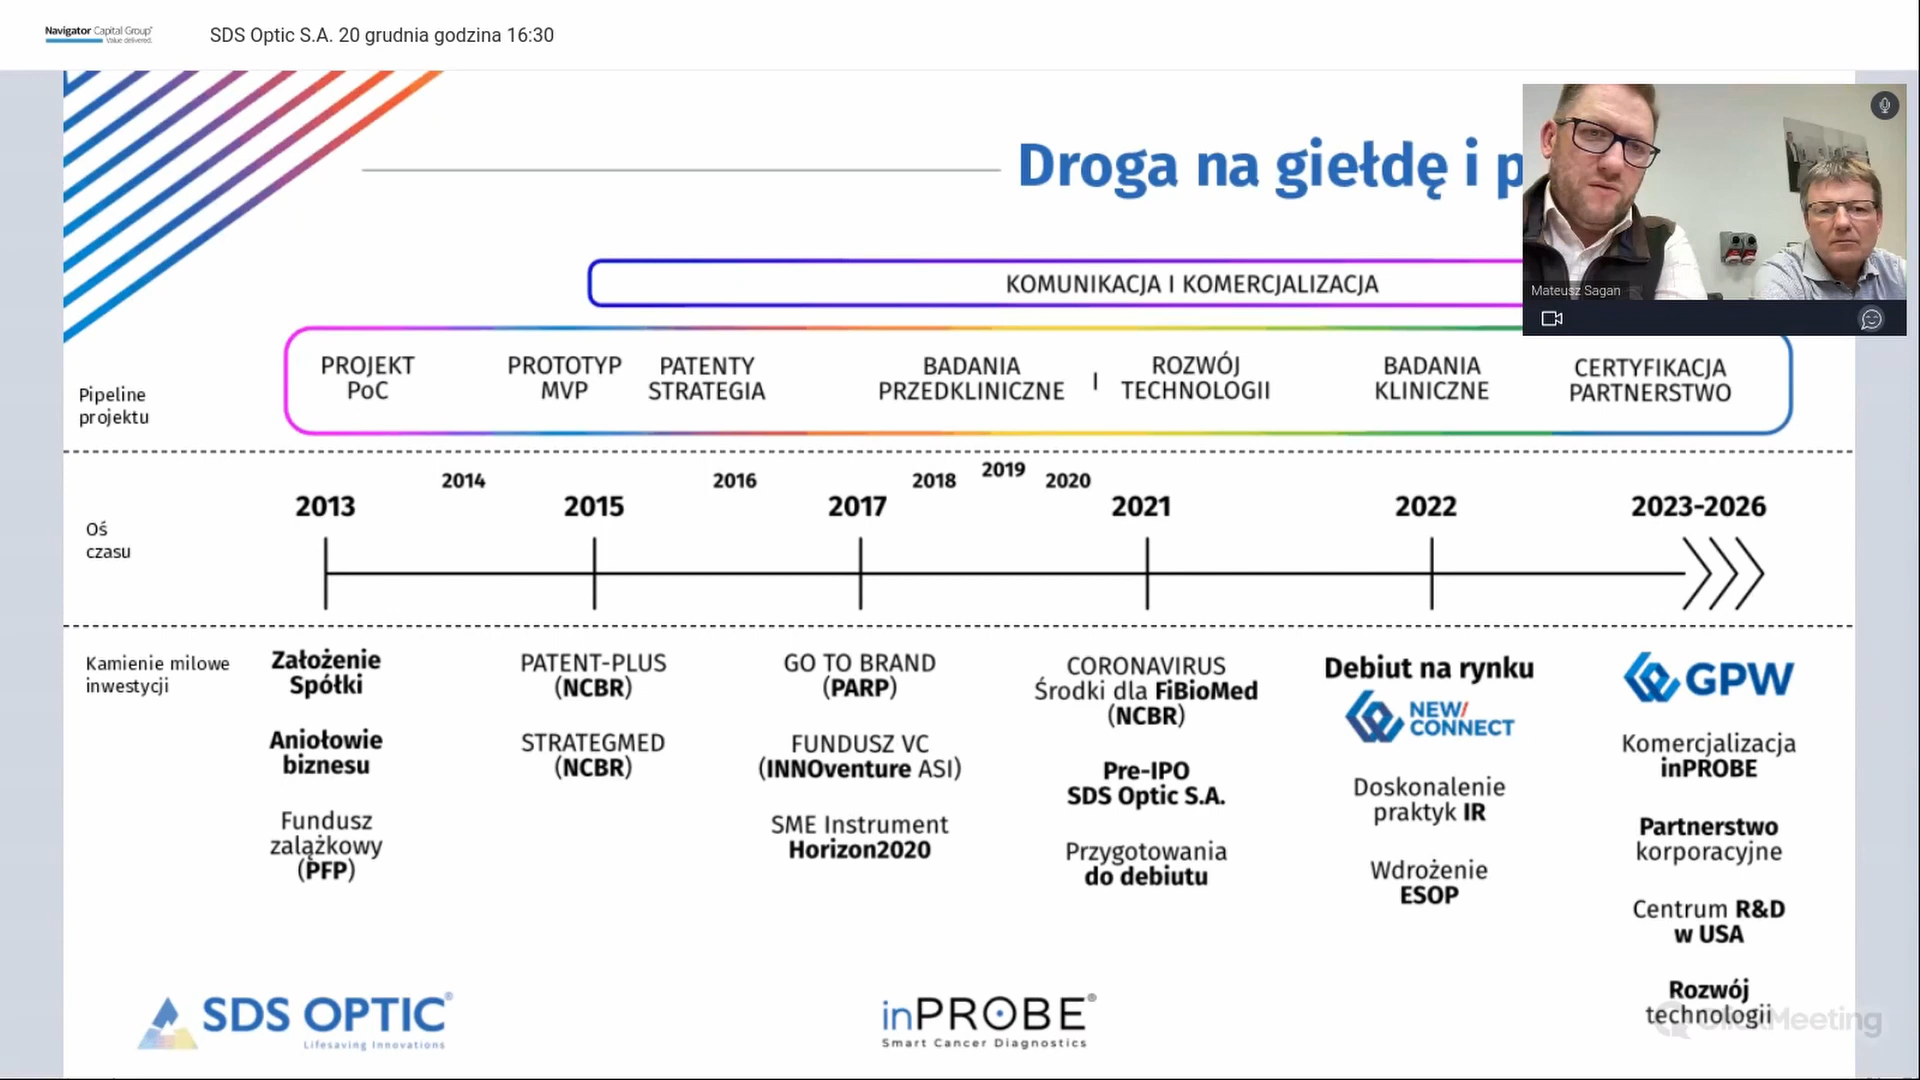 Navigator Capital Group
Value delivered.
SDS Optic S.A. 20 grudnia godzina 16:30
Droga na giełdę i p
Mateusz Sagan
KOMUNIKACJA I KOMERCJALIZACJA
Pipeline
projektu
PROJEKT
PoC
PROTOTYP
MVP
PATENTY
STRATEGIA
BADANIA
PRZEDKLINICZNE
I
ROZWÓJ
TECHNOLOGII
BADANIA
KLINICZNE
CERTYFIKACJA
PARTNERSTWO
Oś
czasu
2013
2014
2015
2016
2017
2018
2019
2020
2021
2022
2023-2026
Kamienie milowe
inwestycji
Założenie
Spółki
Aniołowie
biznesu
Fundusz
zalążkowy
(PFP)
PATENT-PLUS
(NCBR)
STRATEGMED
(NCBR)
GO TO BRAND
(PARP)
FUNDUSZ VC
(INNOventure ASI)
SME Instrument
Horizon2020
CORONAVIRUS
Środki dla FiBioMed
(NCBR)
Pre-IPO
SDS Optic S.A.
Przygotowania
do debiutu
Debiut na rynku
NEW/
CONNECT
Doskonalenie
praktyk IR
Wdrożenie
ESOP
GPW
Komercjalizacja
inPROBE
Partnerstwo
korporacyjne
Centrum R&D
w USA
Rozwój
technologii
ClickMeeting
SDS OPTIC®
Lifesaving Innovations
inPROBE®
Smart Cancer Diagnostics